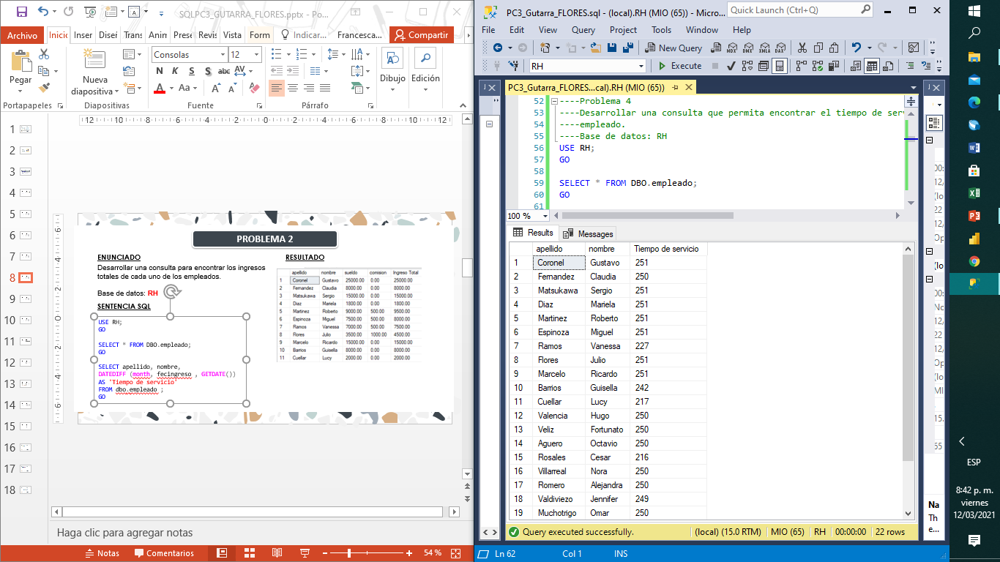 SQLPC3_GUTARRA_FLORES.pptx - Po...
Archivo Inicio Inser Diseí Trans Anin Prese Revis Vista Form Indicar... Francesca... Compartir
Consolas 12
Pegar
Nueva
diapositiva
N K S S abc AV
A Aa A A
Dibujo
Edición
Portapapeles Diapositivas Fuente Párrafo
12 10 8 6 4 2 0 2 4 6 8 10 12
1
2
3
4
5
6
7
8
9
10
11
12
13
14
15
16
17
18
PROBLEMA 2
ENUNCIADO
Desarrollar una consulta para encontrar los ingresos
totales de cada uno de los empleados.
Base de datos: RH
SENTENCIA SQL
USE RH;
GO
SELECT * FROM DBO.empleado;
GO
SELECT apellido, nombre,
DATEDIFF (month, fecingreso , GETDATE())
AS 'Tiempo de servicio'
FROM dbo.empleado ;
GO
RESULTADO
apellido nombre sueldo comision Ingreso Total
1 Coronel Gustavo 25000.00 0.00 25000.00
2 Fernandez Claudia 8000.00 0.00 8000.00
3 Matsukawa Sergio 15000.00 0.00 15000.00
4 Diaz Mariela 1800.00 0.00 1800.00
5 Martinez Roberto 9000.00 500.00 9500.00
6 Espinoza Miguel 7500.00 500.00 8000.00
7 Ramos Vanessa 7000.00 500.00 7500.00
8 Flores Julio 3500.00 1000.00 4500.00
9 Marcelo Ricardo 15000.00 0.00 15000.00
10 Barrios Guisella 8000.00 0.00 8000.00
11 Cuellar Lucy 2000.00 0.00 2000.00
Haga clic para agregar notas
Notas Comentarios 54 %
PC3_Gutarra_FLORES.sql - (local).RH (MIO (65)) - Micro... Quick Launch (Ctrl+Q)
File Edit View Query Project Tools Window Help
New Query MDX DMX XMLA DAX
RH Execute
PC3_Gutarra_FLORES...cal).RH (MIO (65))
52 ----Problema 4
53 ----Desarrollar una consulta que permita encontrar el tiempo de ser
54 ----empleado.
55 ----Base de datos: RH
56 USE RH;
57 GO
58
59 SELECT * FROM DBO.empleado;
60 GO
61
100 %
Results Messages
apellido nombre Tiempo de servicio
1 Coronel Gustavo 251
2 Fernandez Claudia 250
3 Matsukawa Sergio 251
4 Diaz Mariela 251
5 Martinez Roberto 251
6 Espinoza Miguel 251
7 Ramos Vanessa 227
8 Flores Julio 251
9 Marcelo Ricardo 251
10 Barrios Guisella 242
11 Cuellar Lucy 217
12 Valencia Hugo 250
13 Veliz Fortunato 250
14 Aguero Octavio 250
15 Rosales Cesar 216
16 Villarreal Nora 250
17 Romero Alejandra 250
18 Valdiviezo Jennifer 249
19 Muchotrigo Omar 250
Query executed successfully. (local) (15.0 RTM) MIO (65) RH 00:00:00 22 rows
Ln 62 Col 1 INS
Na
Th
e...
ESP
8:42 p. m.
viernes
12/03/2021